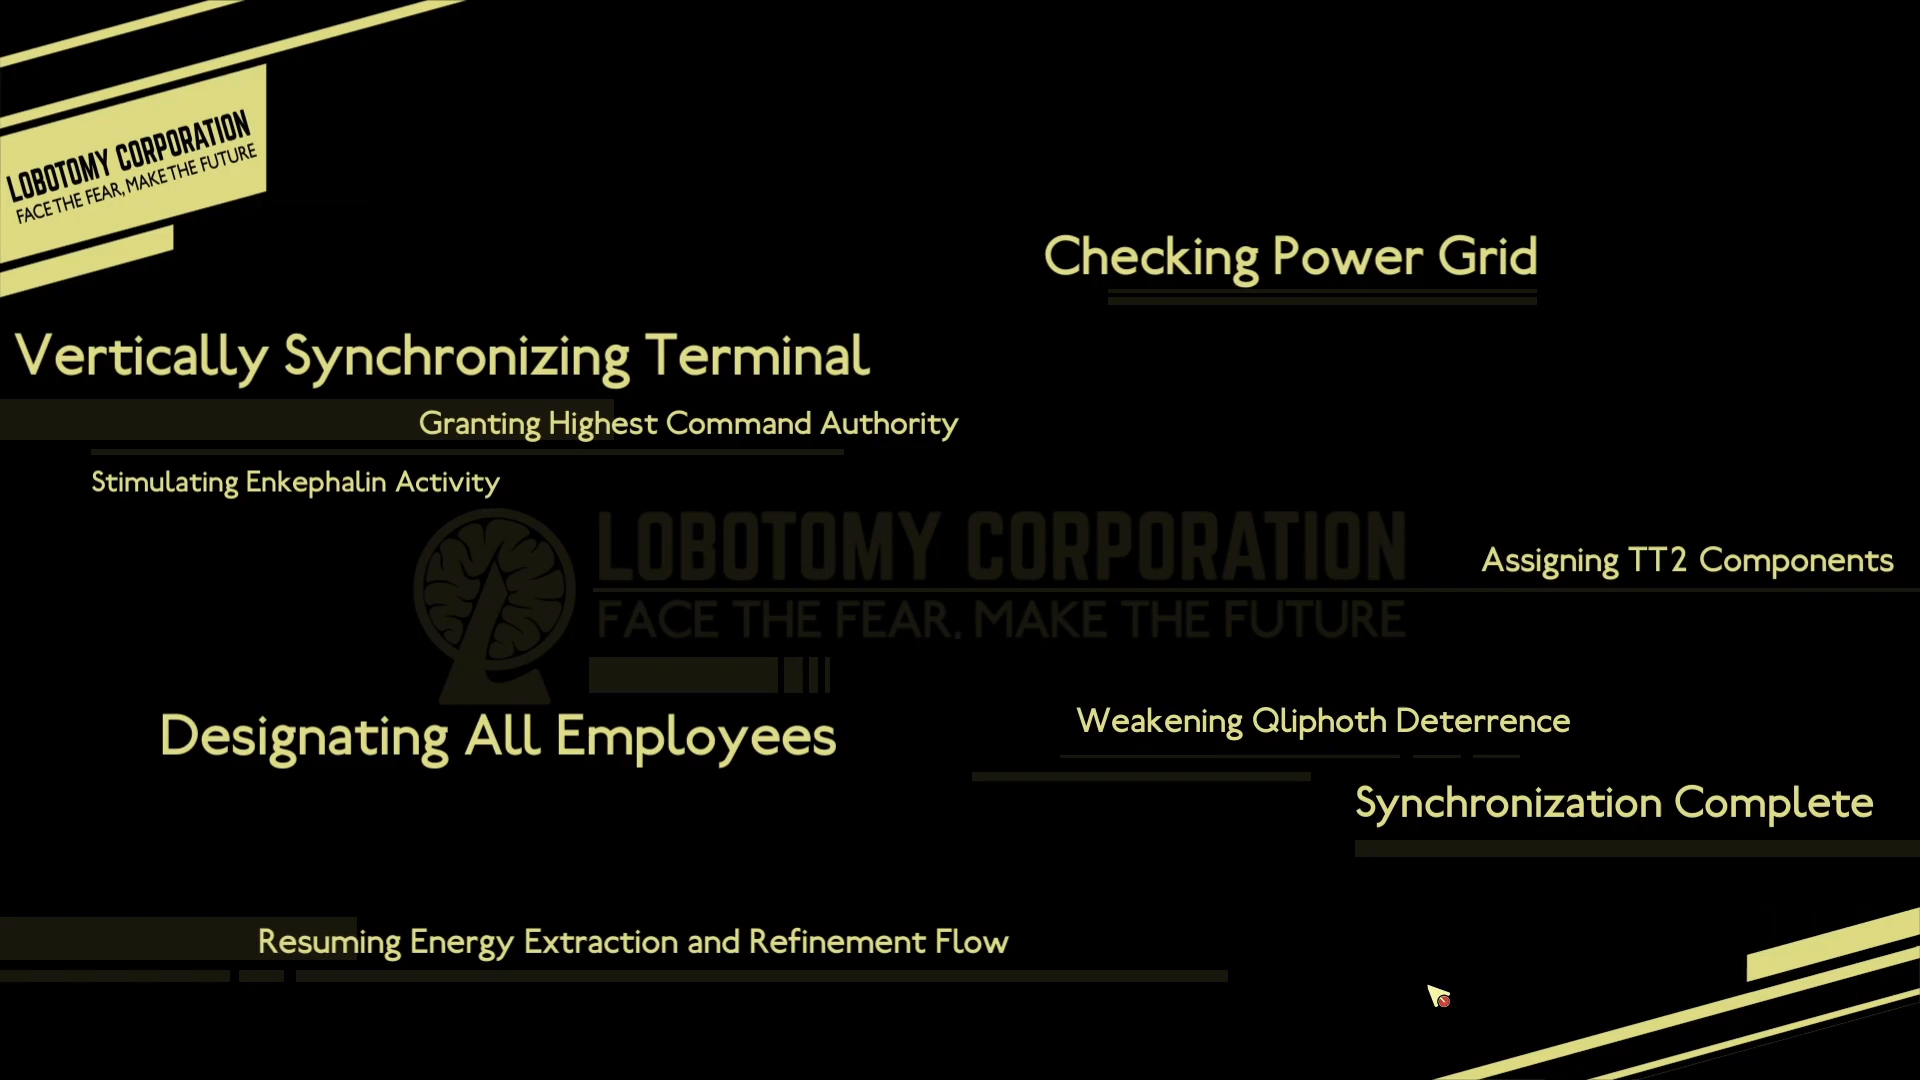 LOBOTOMY CORPORATION
FACE THE FEAR, MAKE THE FUTURE
Checking Power Grid
Vertically Synchronizing Terminal
Granting Highest Command Authority
Stimulating Enkephalin Activity
LOBOTOMY CORPORATION
FACE THE FEAR, MAKE THE FUTURE
Assigning TT2 Components
Designating All Employees
Weakening Qliphoth Deterrence
Synchronization Complete
Resuming Energy Extraction and Refinement Flow